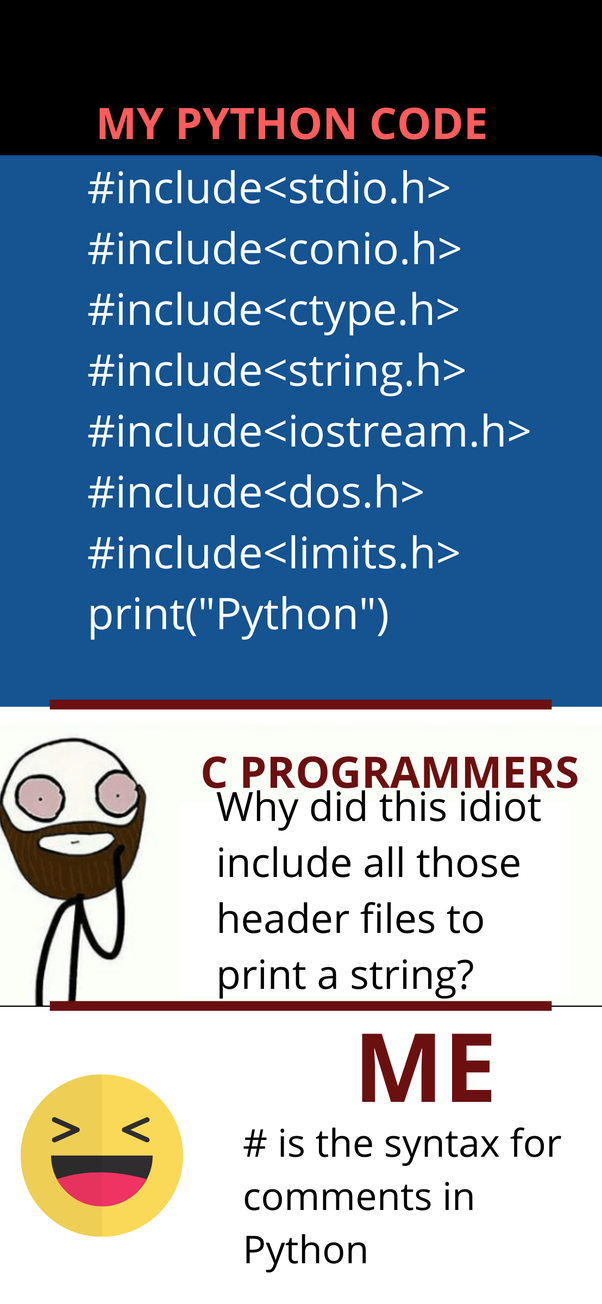 MY PYTHON CODE
#include<stdio.h>
#include<conio.h>
#include<ctype.h>
#include<string.h>
#include<iostream.h>
#include<dos.h>
#include<limits.h>
print("Python")
C PROGRAMMERS
Why did this idiot
include all those
header files to
print a string?
ME
# is the syntax for
comments in
Python